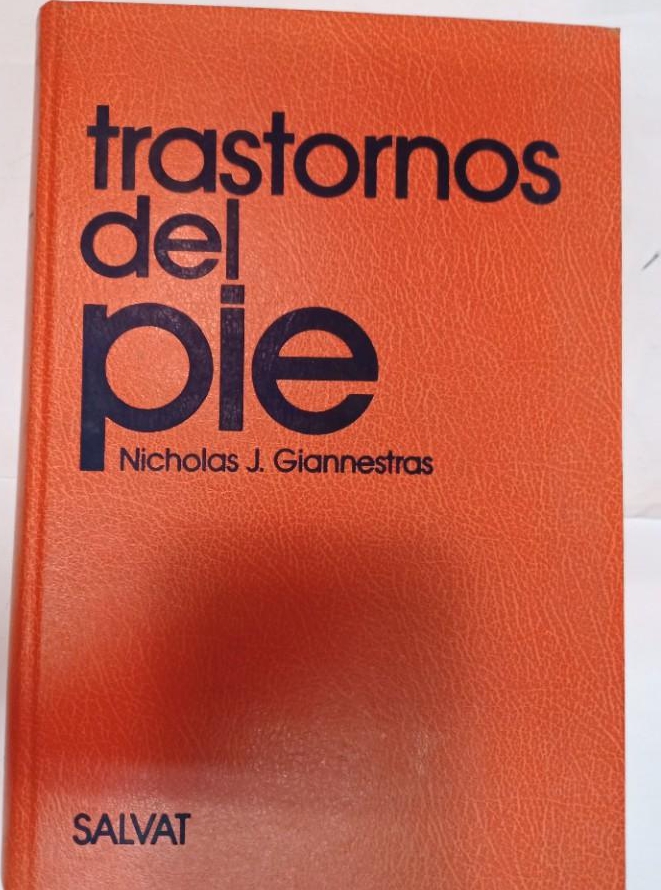 trastornos
del
pie
Nicholas J. Giannestras
SALVAT